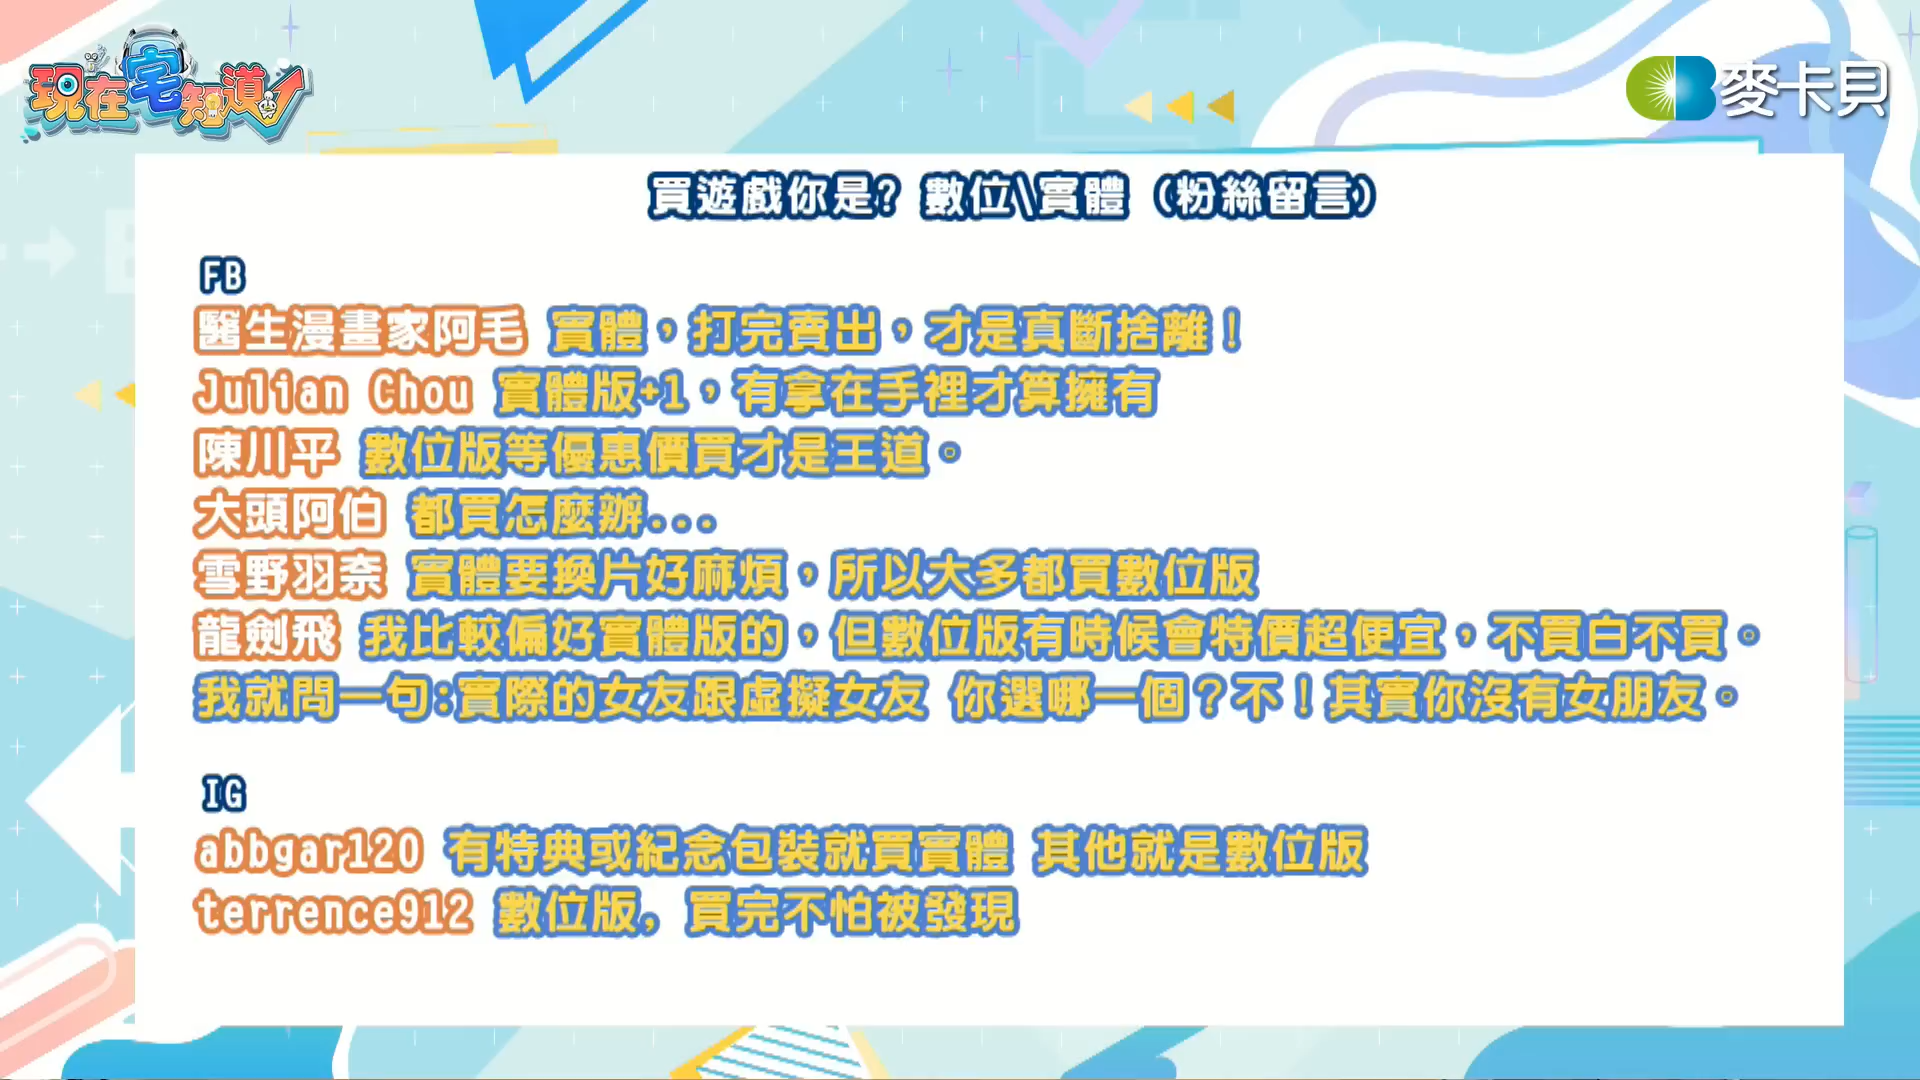 現在宅知道
麥卡貝
買遊戲你是? 數位\實體 (粉絲留言)
FB
醫生漫畫家阿毛 實體，打完賣出，才是真斷捨離！
Julian Chou 實體版+1，有拿在手裡才算擁有
陳川平 數位版等優惠價買才是王道。
大頭阿伯 都買怎麼辦...
雪野羽奈 實體要換片好麻煩，所以大多都買數位版
龍劍飛 我比較偏好實體版的，但數位版有時候會特價超便宜，不買白不買。
我就問一句:實際的女友跟虛擬女友 你選哪一個？不！其實你沒有女朋友。
IG
abbgar120 有特典或紀念包裝就買實體 其他就是數位版
terrence912 數位版, 買完不怕被發現